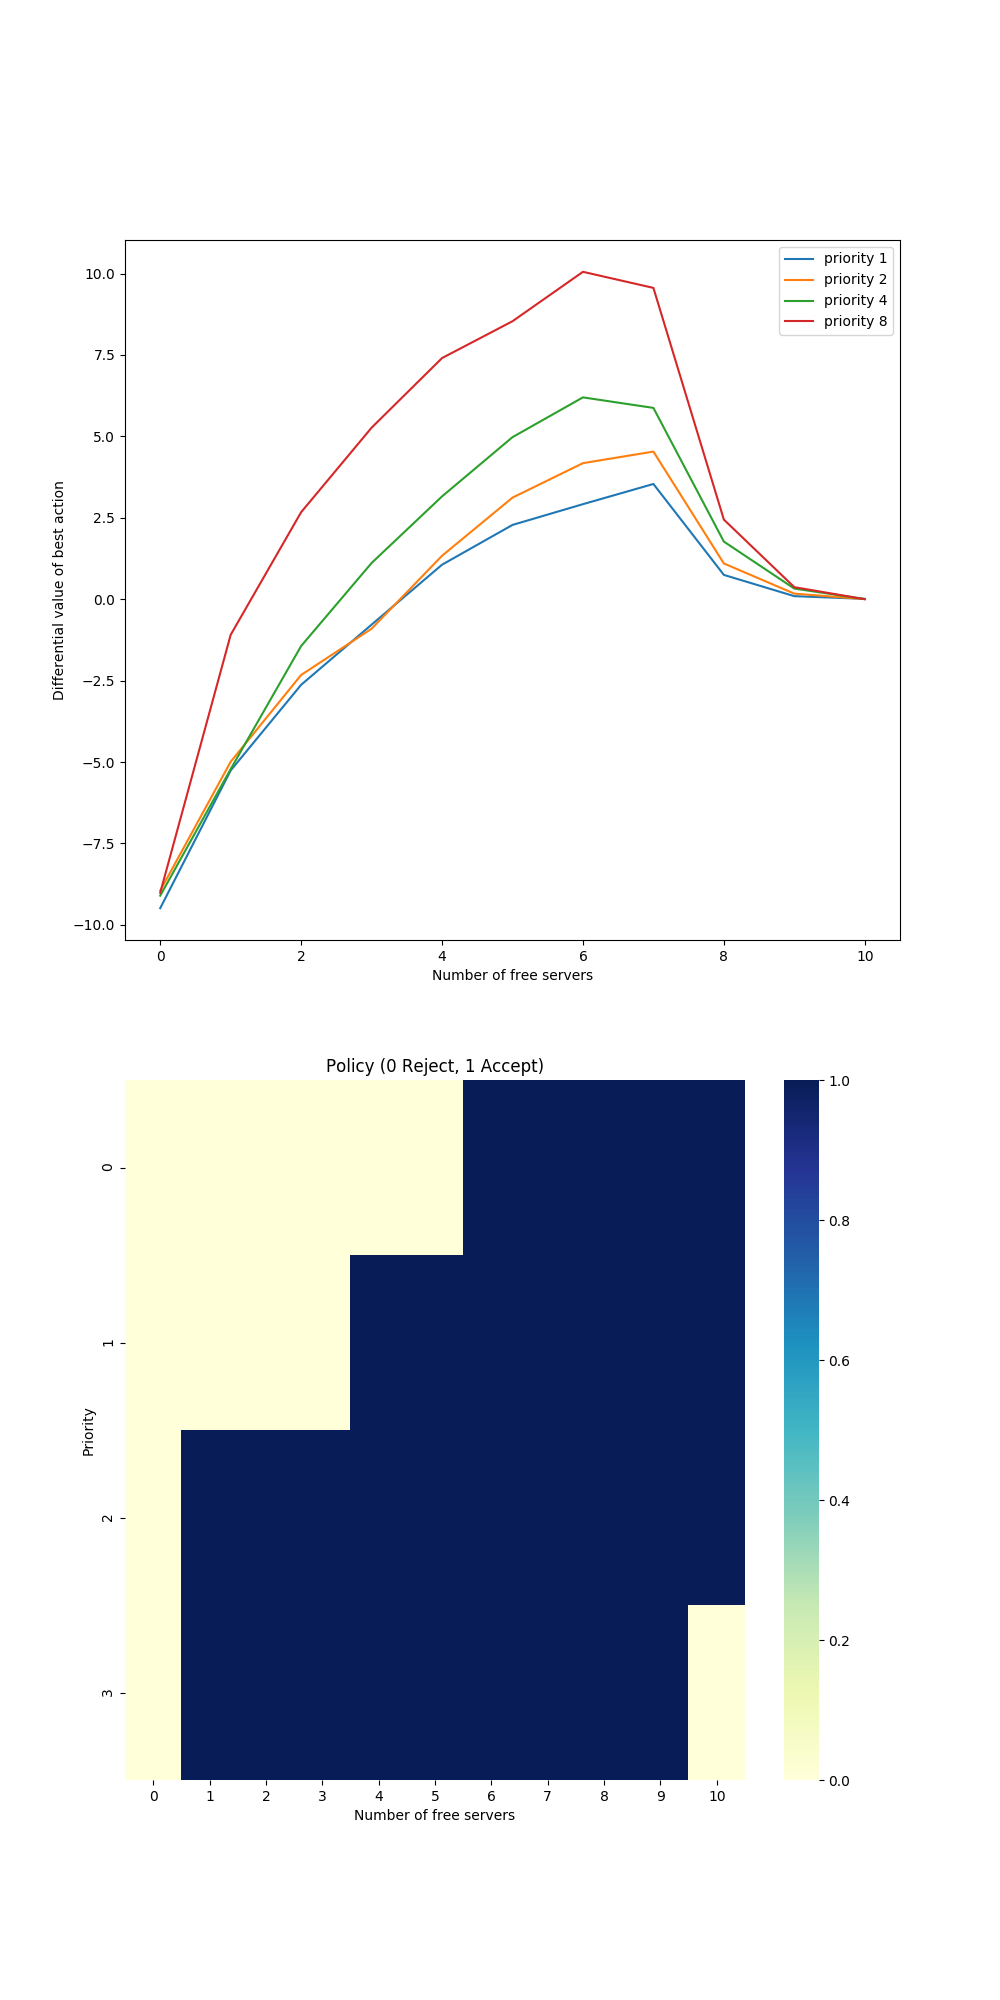 10.0
7.5
5.0
2.5
0.0
−2.5
−5.0
−7.5
−10.0
Differential value of best action
priority 1
priority 2
priority 4
priority 8
0 2 4 6 8 10
Number of free servers
Policy (0 Reject, 1 Accept)
0
1
2
3
Priority
0 1 2 3 4 5 6 7 8 9 10
Number of free servers
1.0
0.8
0.6
0.4
0.2
0.0